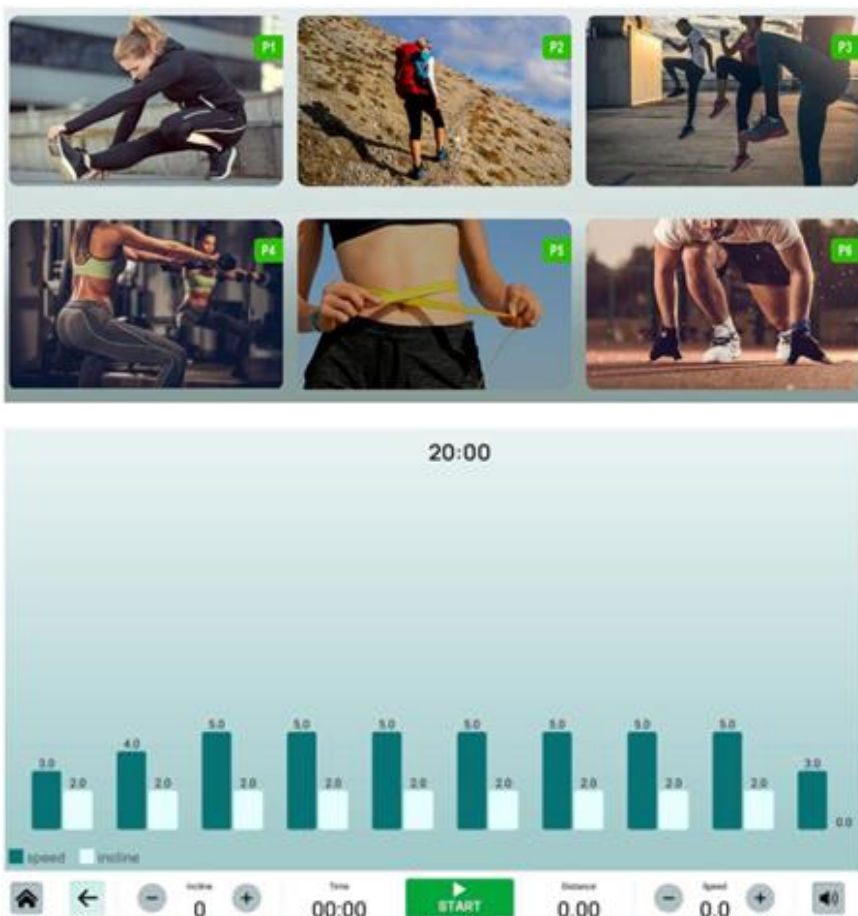 P1 P2 P3
P4 P5 P6
20:00
3.0 2.0 4.0 2.0 5.0 2.0 5.0 2.0 5.0 2.0 5.0 2.0 5.0 2.0 5.0 2.0 5.0 2.0 3.0 0.0
speed incline
Incline Time Distance Speed
0 00:00 START 0.00 0.0